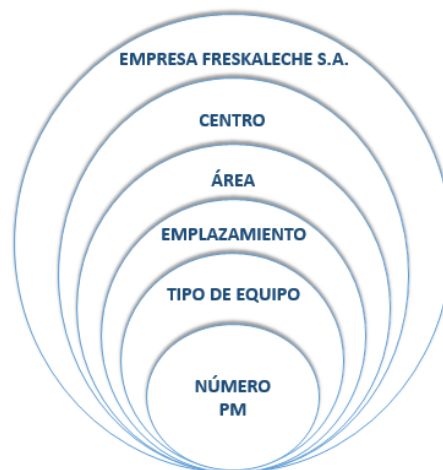 EMPRESA FRESKALECHE S.A.
CENTRO
ÁREA
EMPLAZAMIENTO
TIPO DE EQUIPO
NÚMERO
PM